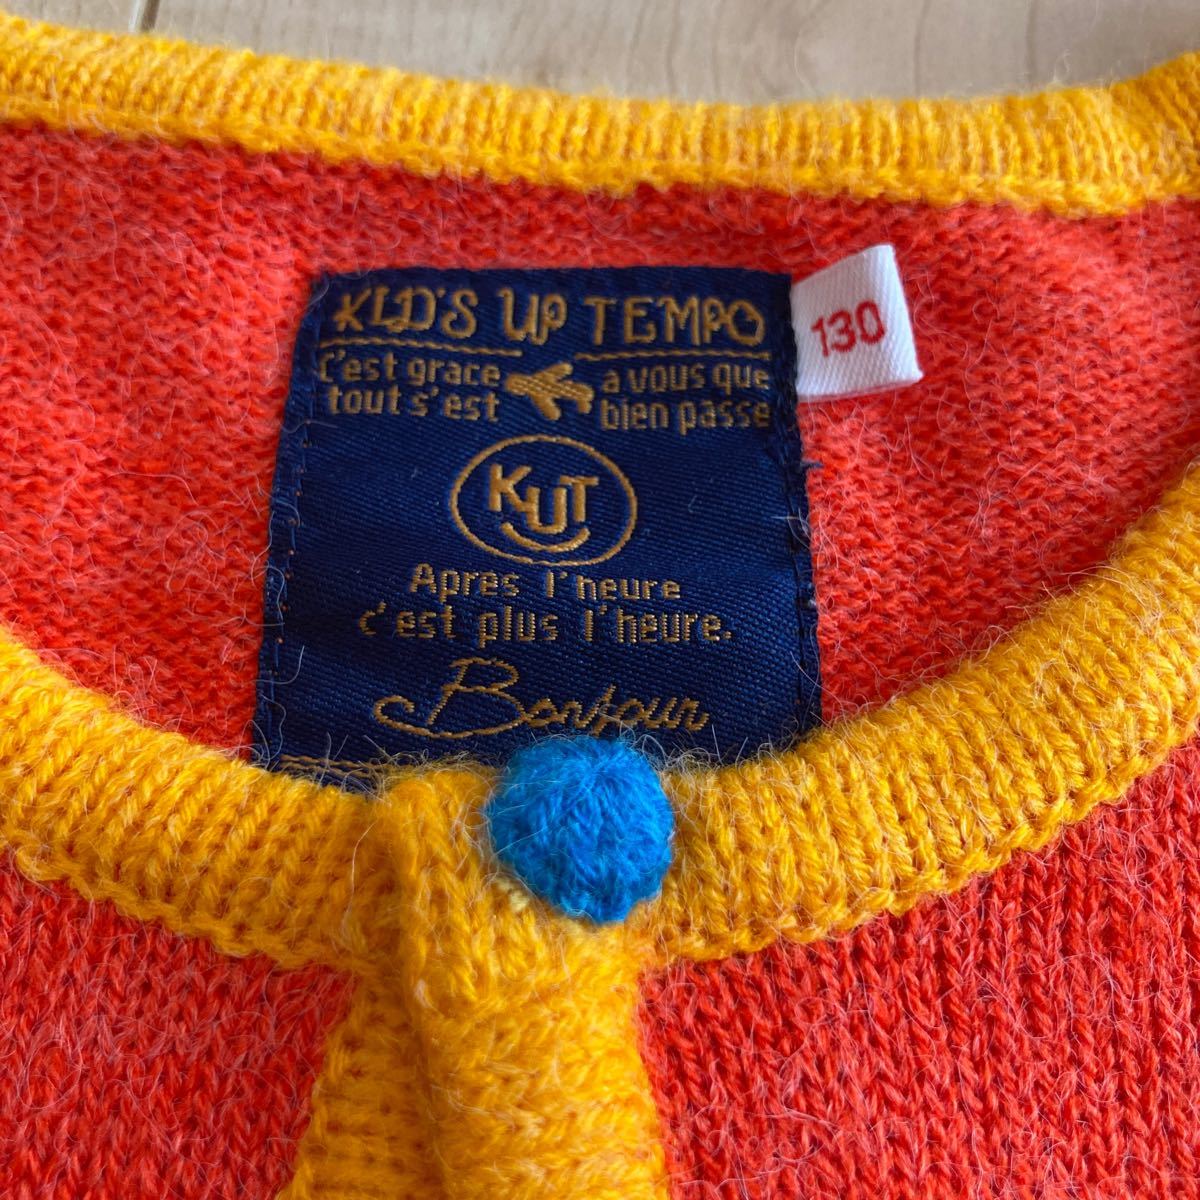 KID'S UP TEMPO
c'est grace a vous que
tout s'est bien passe
KUT
Apres l'heure
c'est plus l'heure.
Bonjour
130